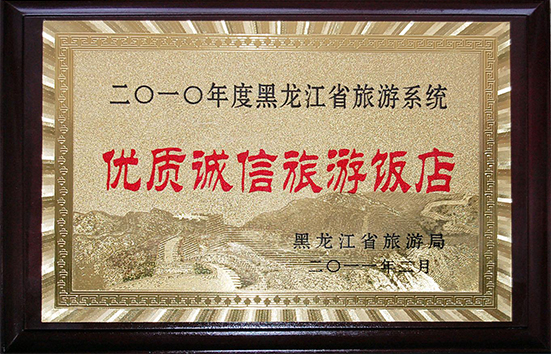 二〇一〇年度黑龙江省旅游系统
优质诚信旅游饭店
黑龙江省旅游局
二〇一一年二月